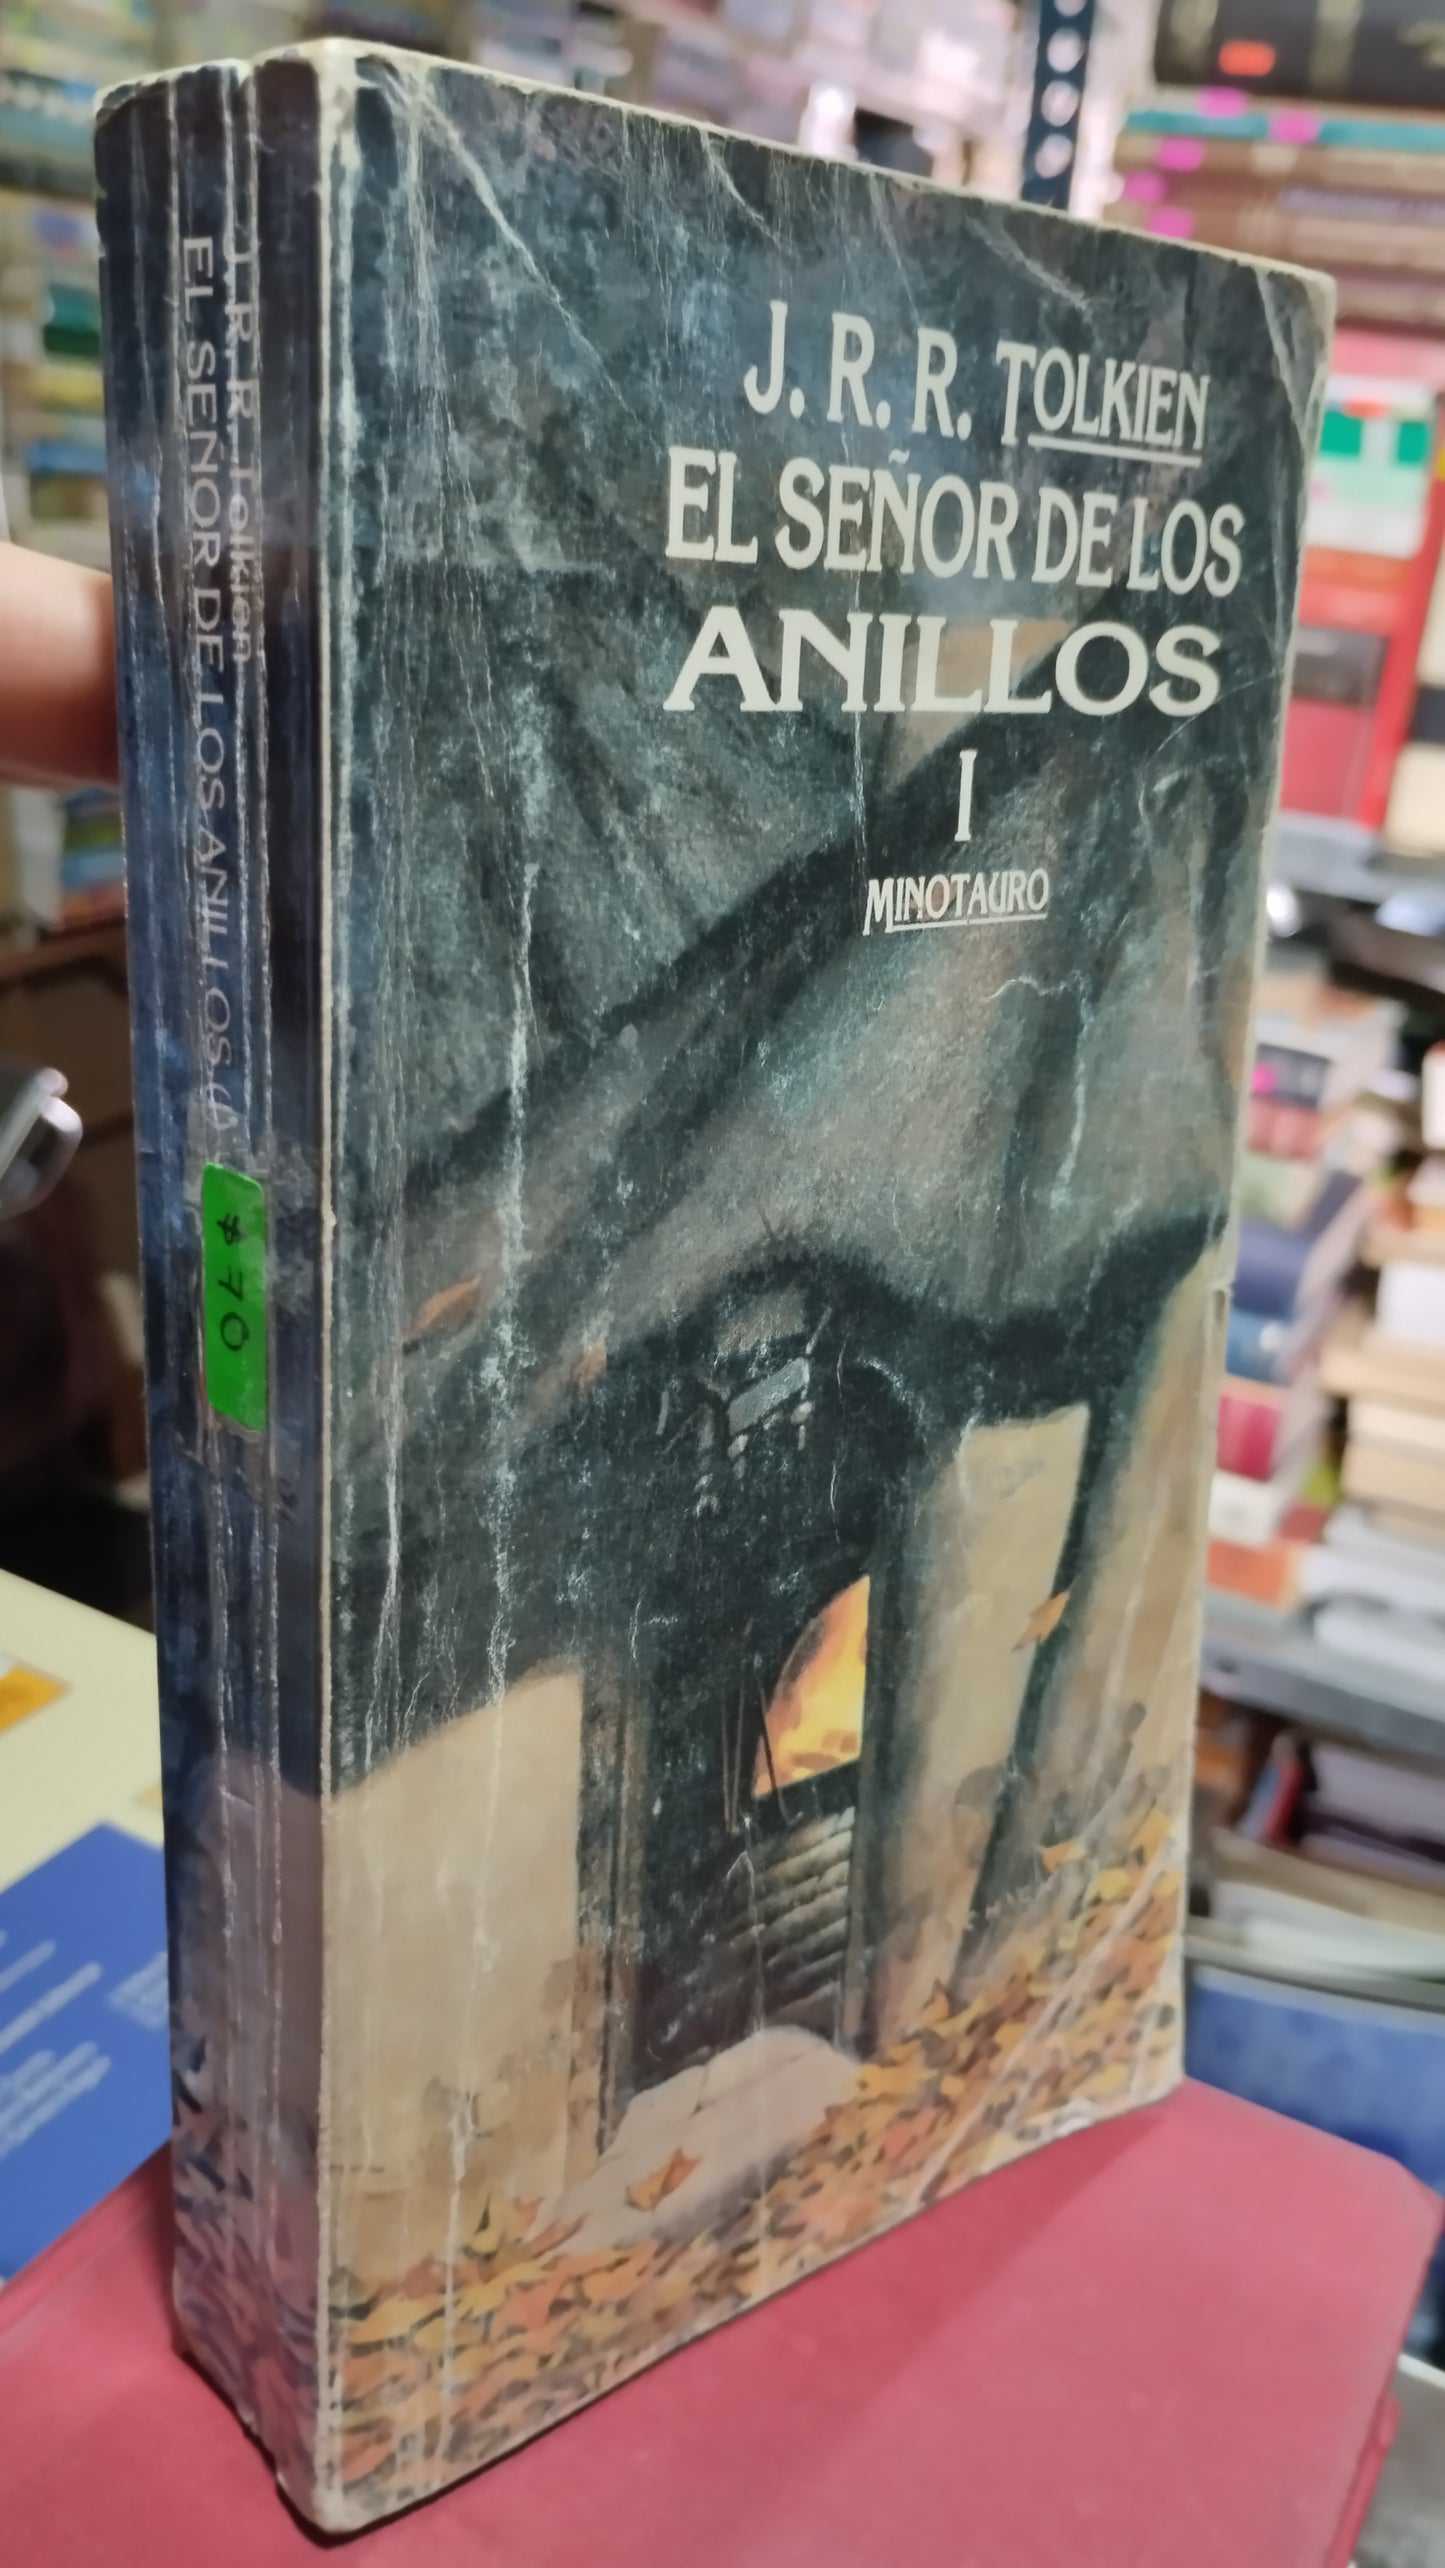 J. R. R. TOLKIEN
EL SEÑOR DE LOS
ANILLOS
I
MINOTAURO
J. R. R. Tolkien
EL SEÑOR DE LOS ANILLOS
$ 70